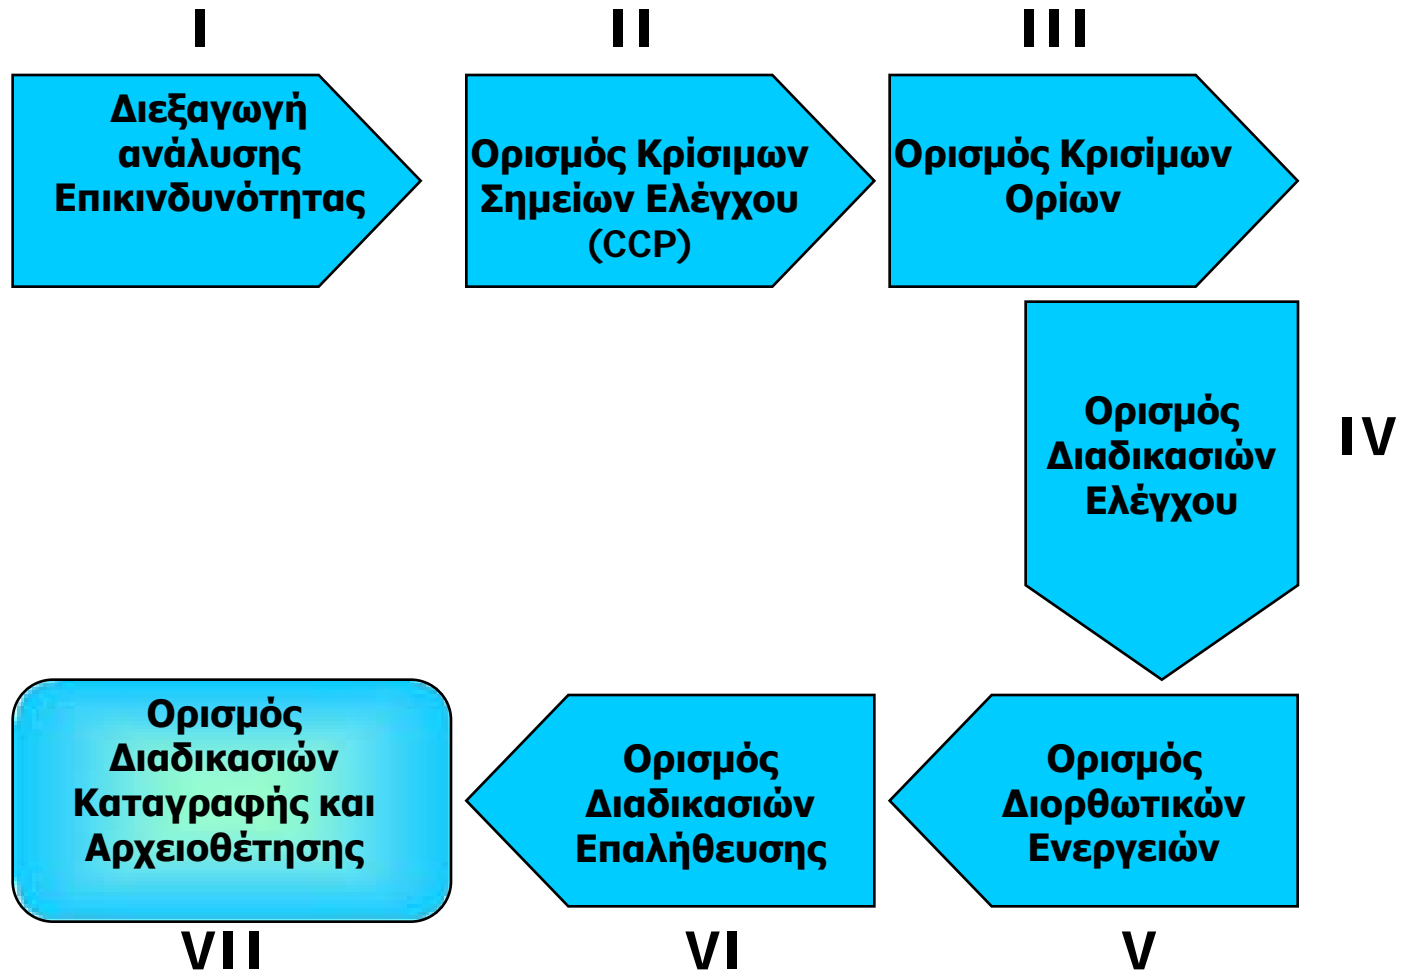 I
Διεξαγωγή
ανάλυσης
Επικινδυνότητας
II
Ορισμός Κρίσιμων
Σημείων Ελέγχου
(CCP)
III
Ορισμός Κρισίμων
Ορίων
IV
Ορισμός
Διαδικασιών
Ελέγχου
Ορισμός
Διορθωτικών
Ενεργειών
V
Ορισμός
Διαδικασιών
Επαλήθευσης
VI
Ορισμός
Διαδικασιών
Καταγραφής και
Αρχειοθέτησης
VII